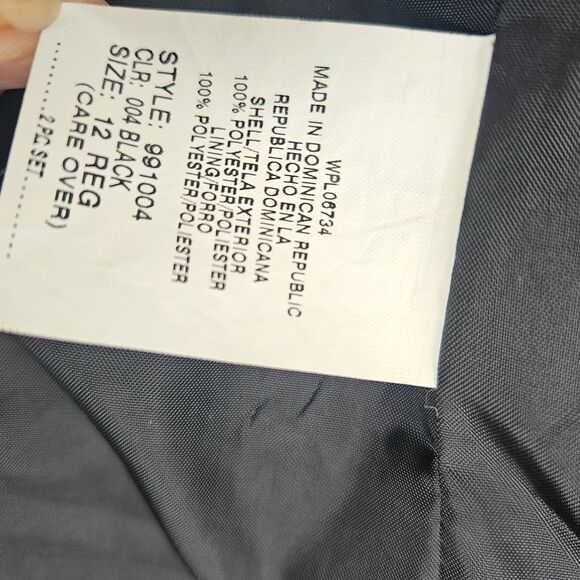 WPL08734
MADE IN DOMINICAN REPUBLIC
HECHO EN LA
REPUBLICA DOMINICANA
SHELL/TELA EXTERIOR
100% POLYESTER/POLIESTER
LINING/FORRO
100% POLYESTER/POLIESTER
STYLE: 991004
CLR: 004 BLACK
SIZE: 12 REG
(CARE OVER)
.........2 PC SET..........